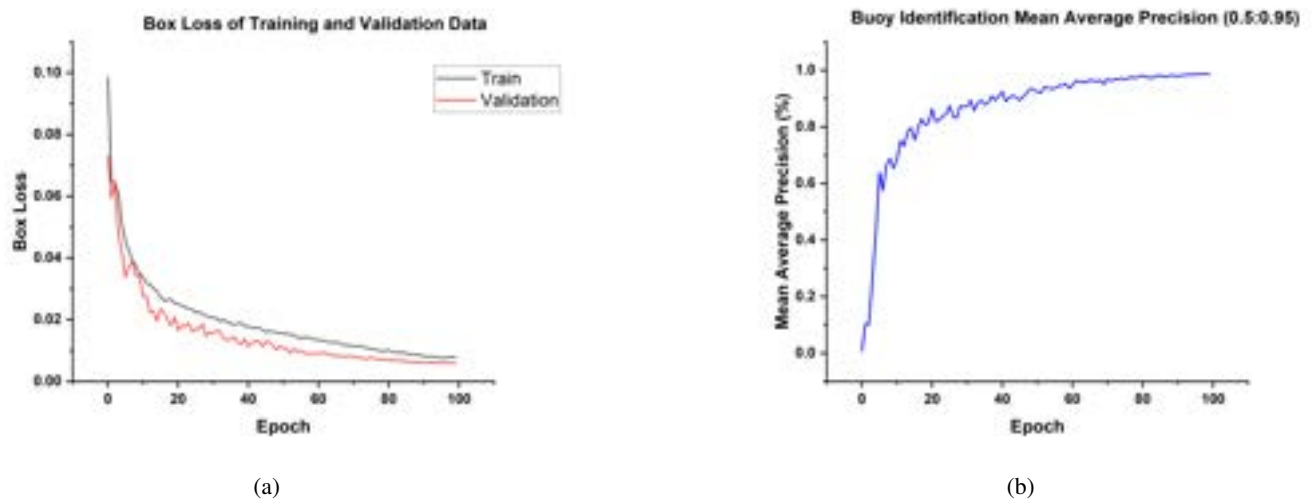 Box Loss of Training and Validation Data
0.10
0.08
0.06
0.04
0.02
0.00
Box Loss
Train
Validation
0 20 40 60 80 100
Epoch
(a)
Buoy Identification Mean Average Precision (0.5:0.95)
1.0
0.8
0.6
0.4
0.2
0.0
Mean Average Precision (%)
0 20 40 60 80 100
Epoch
(b)